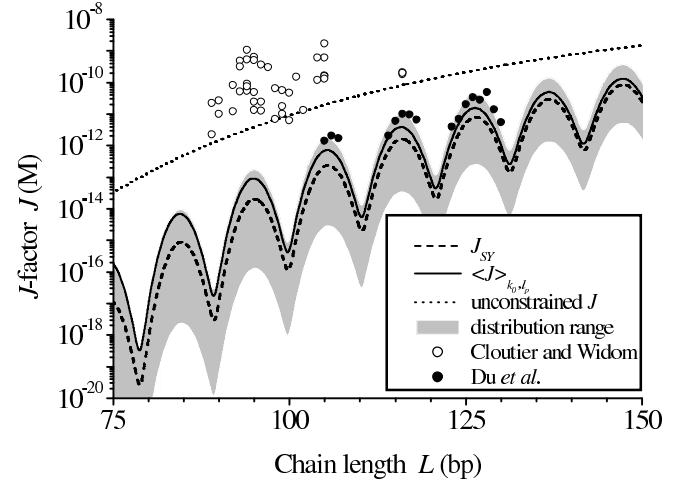 10⁻⁸
10⁻¹⁰
10⁻¹²
10⁻¹⁴
10⁻¹⁶
10⁻¹⁸
10⁻²⁰
J-factor J (M)
J_SY
<J>_k₀,l_p
unconstrained J
distribution range
Cloutier and Widom
Du et al.
75 100 125 150
Chain length L (bp)